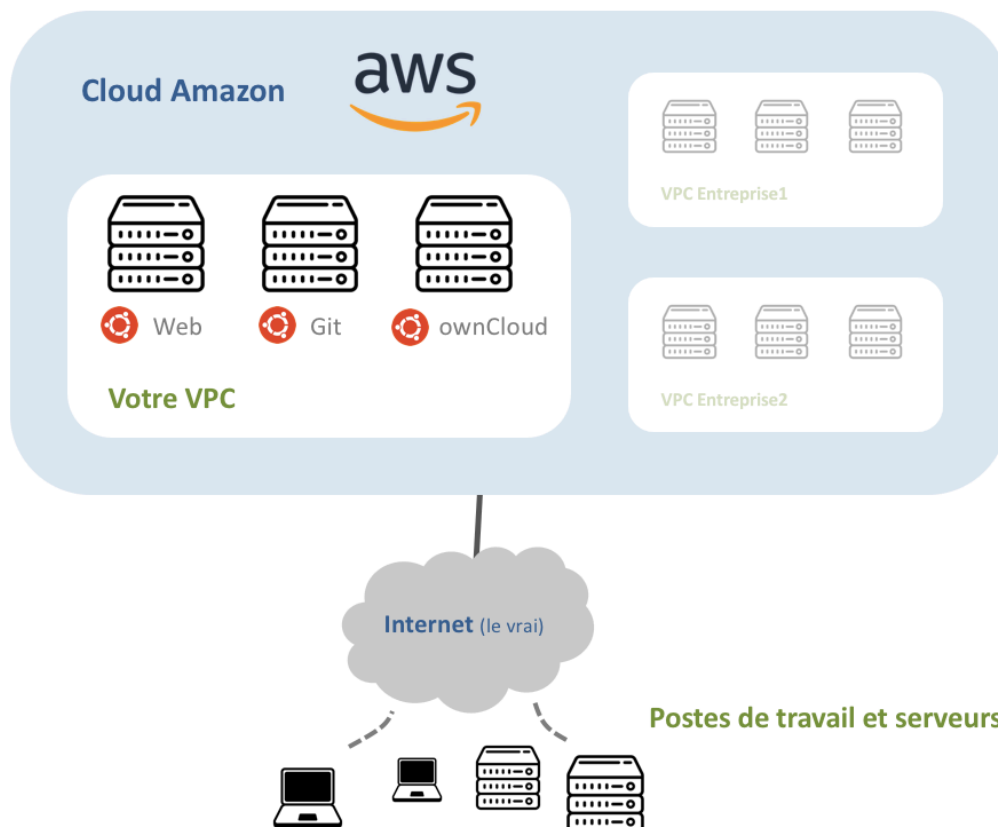 Cloud Amazon
aws
VPC Entreprise1
Web
Git
ownCloud
Votre VPC
VPC Entreprise2
Internet (le vrai)
Postes de travail et serveurs